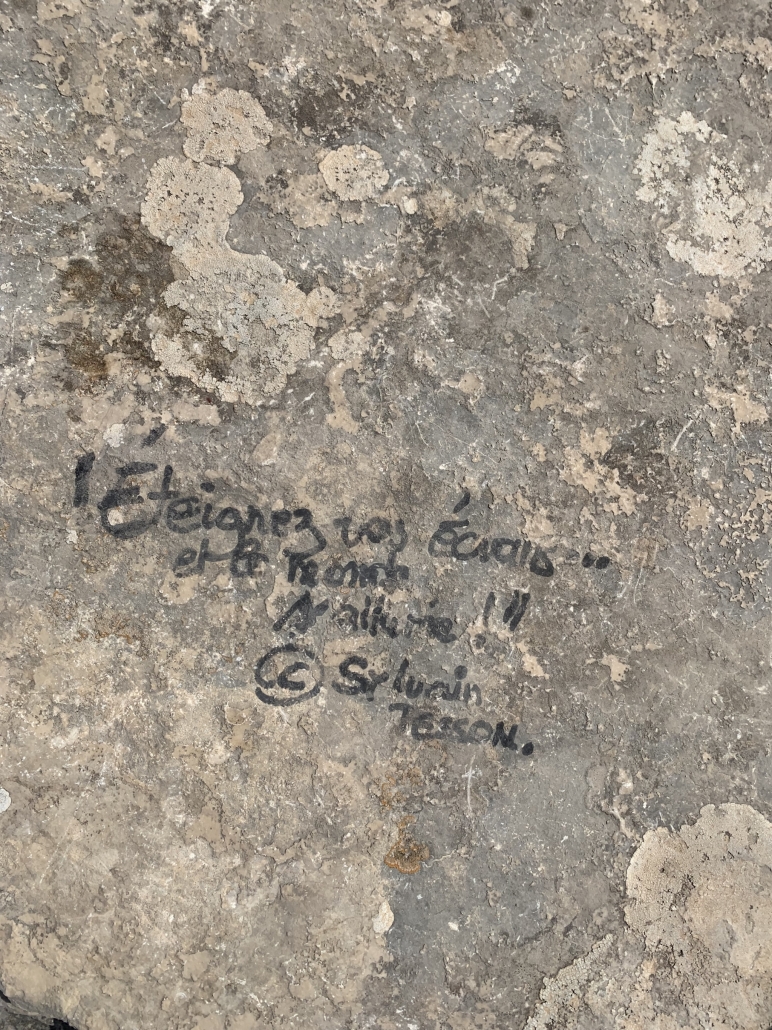 "Éteignez vos écrans...
et le monde
s'allume !"
© Sylvain
TESSON.